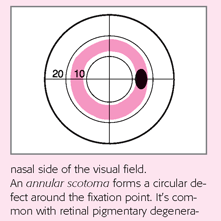 20 10
nasal side of the visual field.
An annular scotoma forms a circular de-
fect around the fixation point. It's com-
mon with retinal pigmentary degenera-